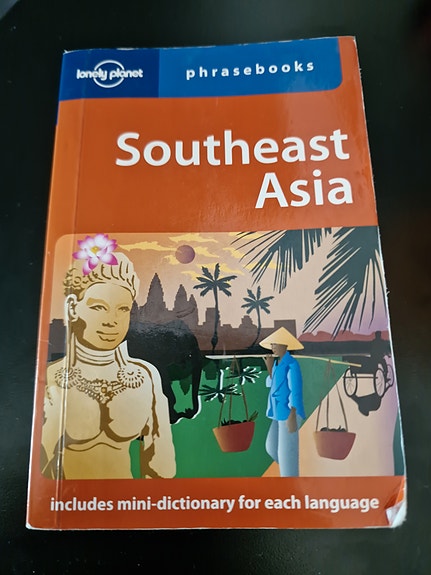 lonely planet
phrasebooks
Southeast
Asia
includes mini-dictionary for each language